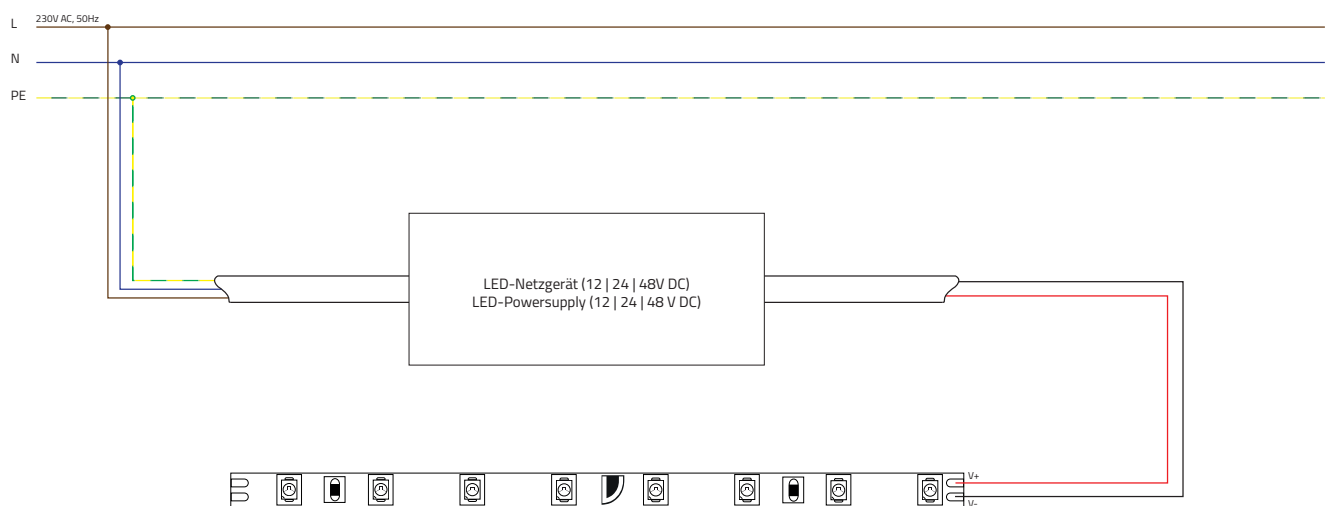 L
230V AC, 50Hz
N
PE
LED-Netzgerät (12 | 24 | 48V DC)
LED-Powersupply (12 | 24 | 48 V DC)
V+
V-